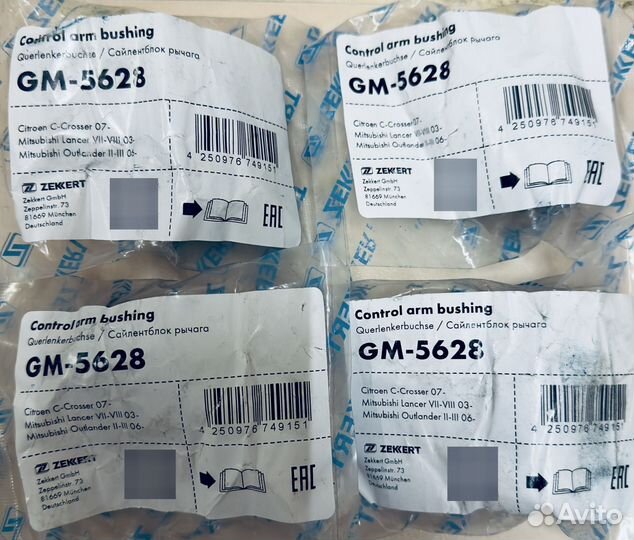 Control arm bushing
Querlenkerbuchse / Сайлентблок рычага
GM-5628
Citroen C-Crosser 07-
Mitsubishi Lancer VII-VIII 03-
Mitsubishi Outlander II-III 06-
4 250976 749151
ZEKKERT
Zekkert GmbH
Zeppelinstr. 73
81669 München
Deutschland
EAC
Control arm bushing
Querlenkerbuchse / Сайлентблок рычага
GM-5628
Citroen C-Crosser 07-
Mitsubishi Lancer VII-VIII 03-
Mitsubishi Outlander II-III 06-
4 250976 749151
ZEKKERT
Zekkert GmbH
Zeppelinstr. 73
81669 München
Deutschland
EAC
Control arm bushing
Querlenkerbuchse / Сайлентблок рычага
GM-5628
Citroen C-Crosser 07-
Mitsubishi Lancer VII-VIII 03-
Mitsubishi Outlander II-III 06-
4 250976 749151
ZEKKERT
Zekkert GmbH
Zeppelinstr. 73
81669 München
Deutschland
EAC
Control arm bushing
Querlenkerbuchse / Сайлентблок рычага
GM-5628
Citroen C-Crosser 07-
Mitsubishi Lancer VII-VIII 03-
Mitsubishi Outlander II-III 06-
4 250976 749151
ZEKKERT
Zekkert GmbH
Zeppelinstr. 73
81669 München
Deutschland
EAC
Avito